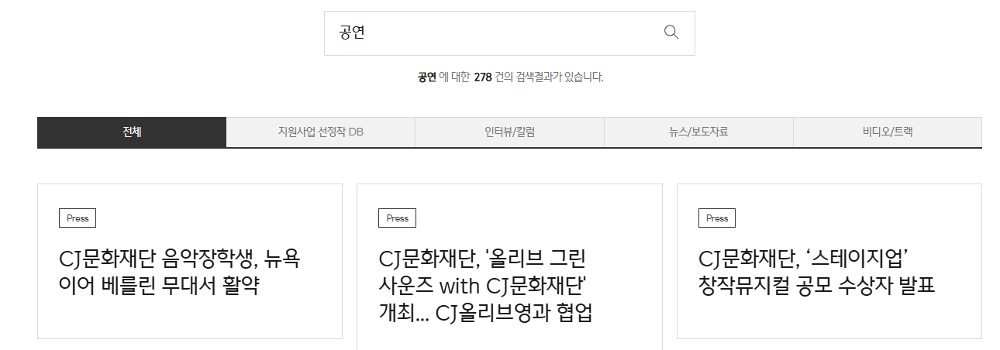 공연
공연 에 대한 278 건의 검색결과가 있습니다.
전체
지원사업 선정작 DB
인터뷰/칼럼
뉴스/보도자료
비디오/트랙
Press
CJ문화재단 음악장학생, 뉴욕
이어 베를린 무대서 활약
Press
CJ문화재단, '올리브 그린
사운즈 with CJ문화재단'
개최... CJ올리브영과 협업
Press
CJ문화재단, ‘스테이지업’
창작뮤지컬 공모 수상자 발표